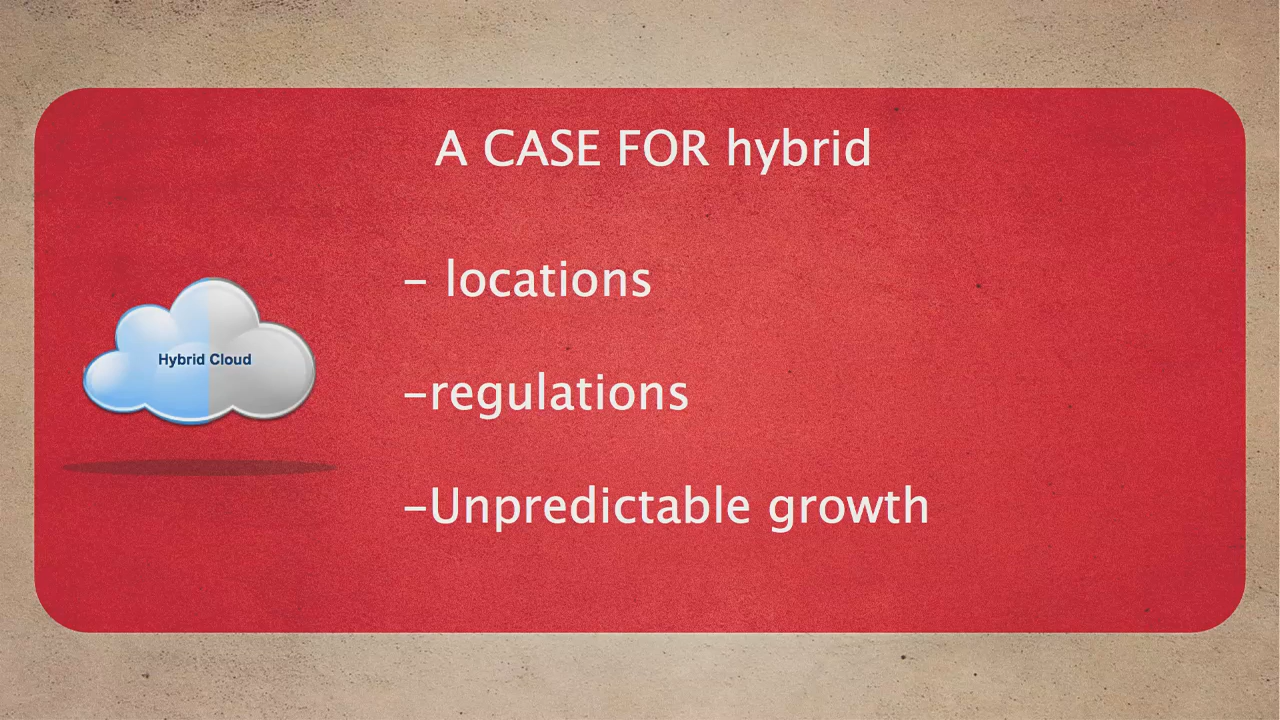 A CASE FOR hybrid
- locations
Hybrid Cloud
-regulations
-Unpredictable growth